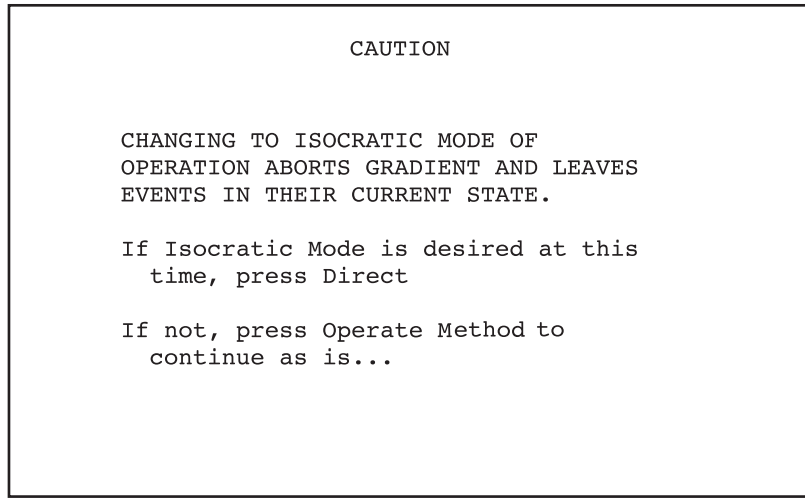 CAUTION
CHANGING TO ISOCRATIC MODE OF
OPERATION ABORTS GRADIENT AND LEAVES
EVENTS IN THEIR CURRENT STATE.
If Isocratic Mode is desired at this
time, press Direct
If not, press Operate Method to
continue as is...